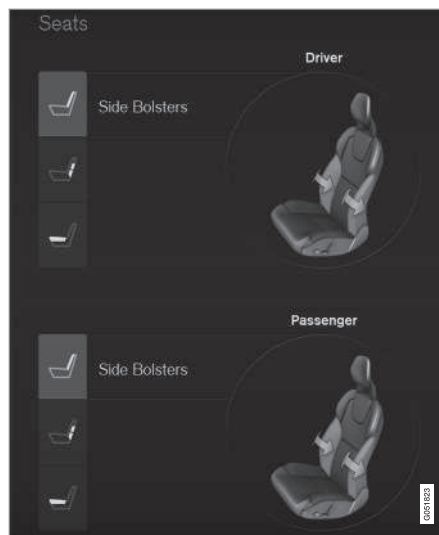 Seats
Driver
Side Bolsters
Passenger
Side Bolsters
G051823